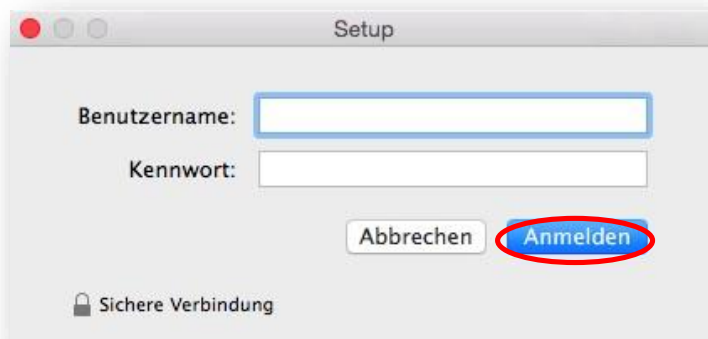 Setup
Benutzername:
Kennwort:
Abbrechen Anmelden
Sichere Verbindung